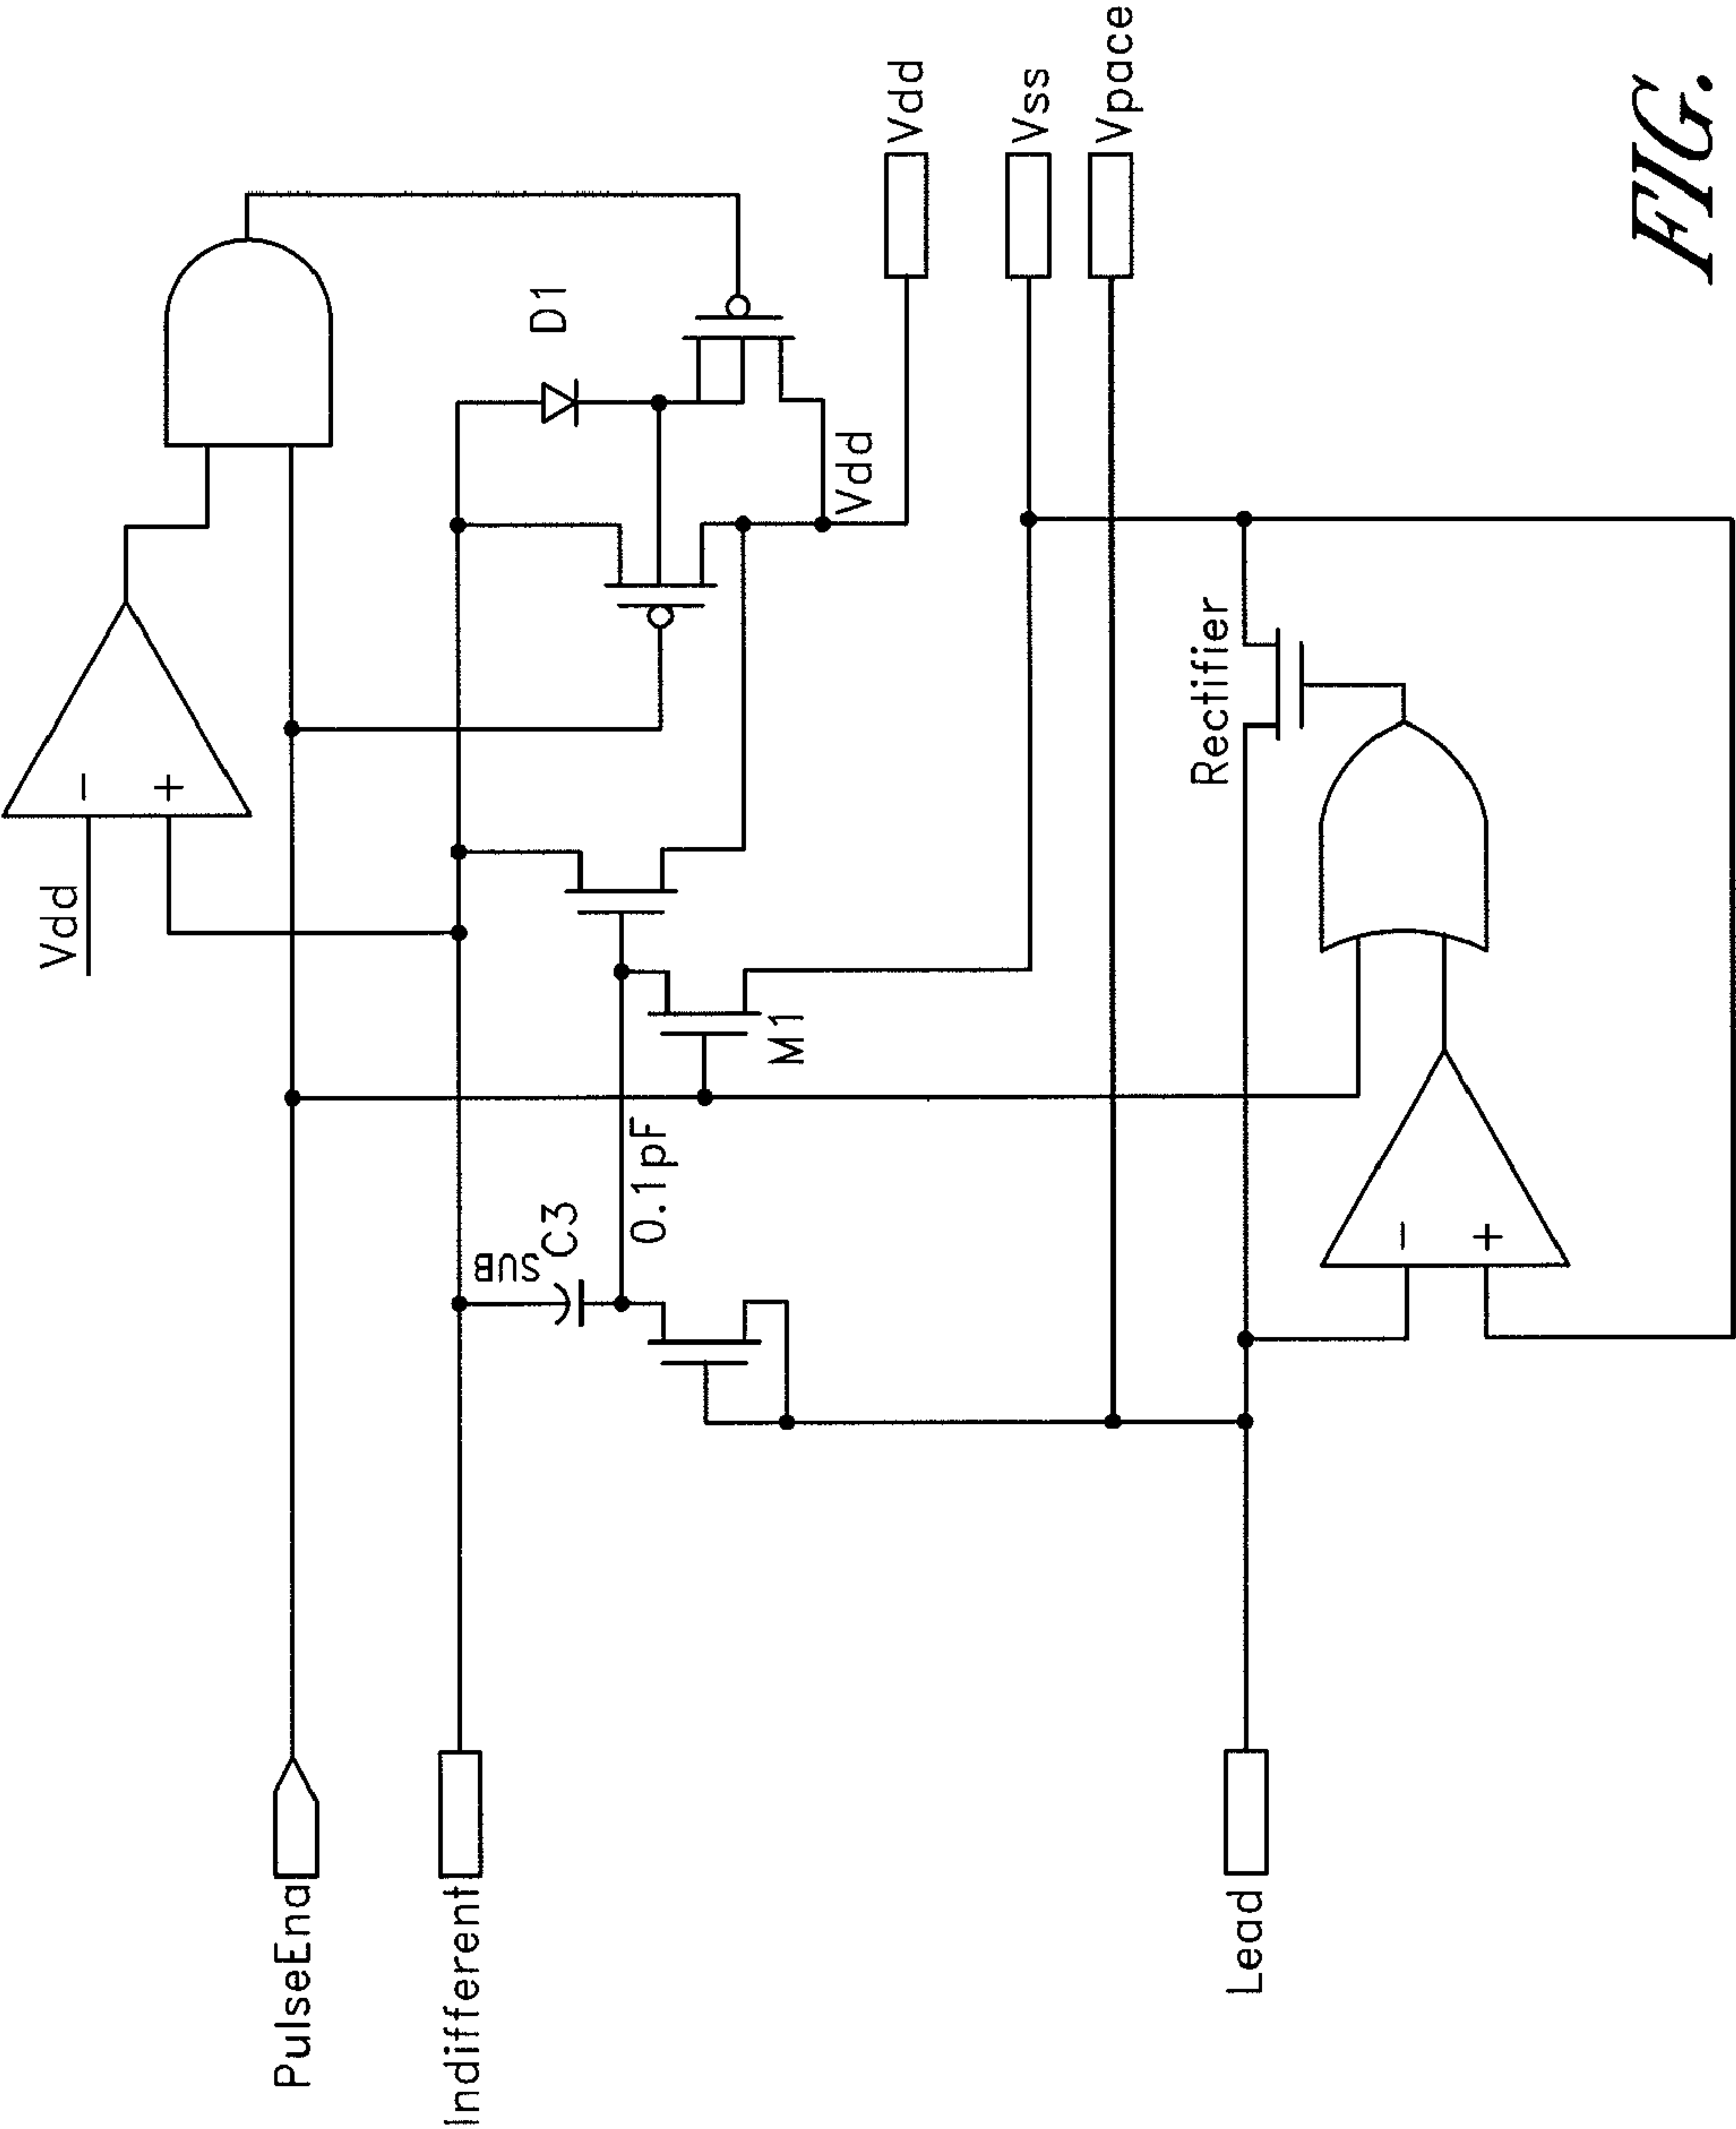 PulseEna
Indifferent
Lead
Vdd
-
+
SUB
C3
0.1pF
M1
D1
Vdd
Rectifier
-
+
Vdd
Vss
Vpace
FIG.